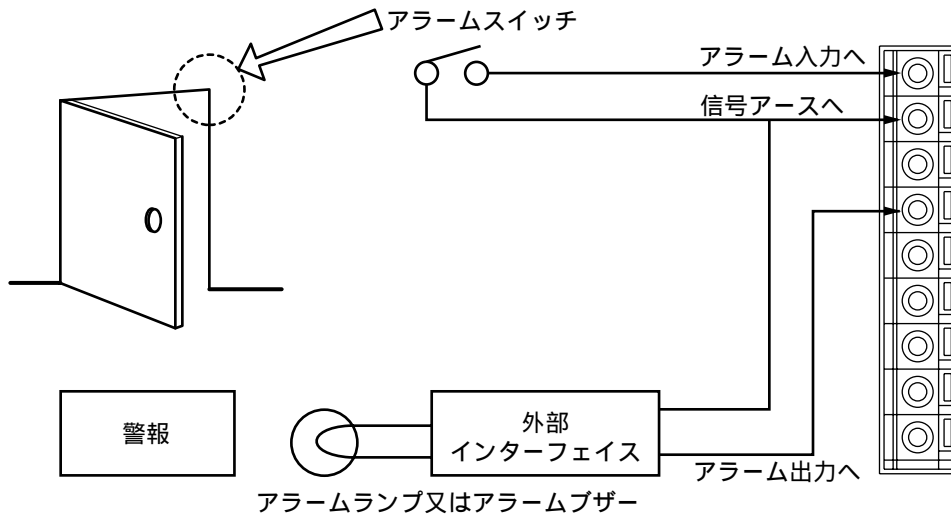 アラームスイッチ
アラーム入力へ
信号アースへ
警報
外部
インターフェイス
アラーム出力へ
アラームランプ又はアラームブザー